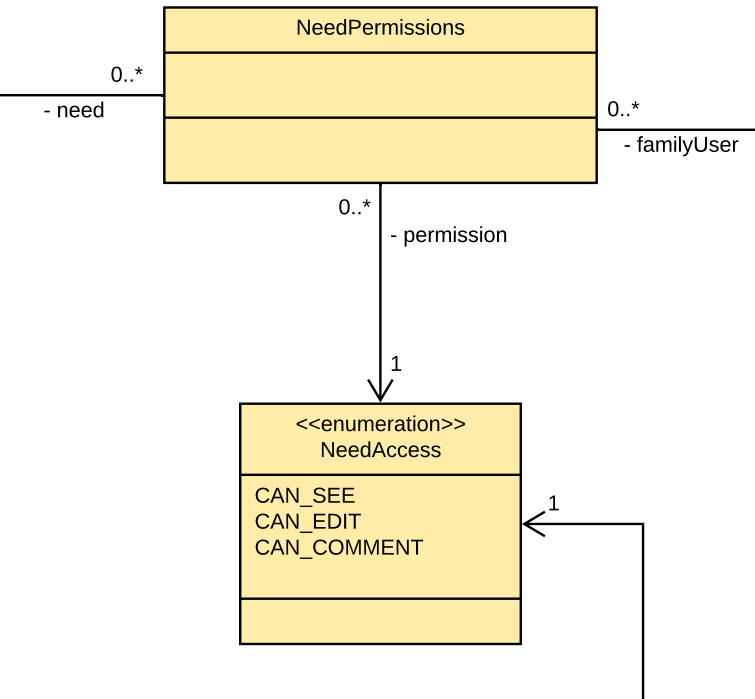 NeedPermissions
0..*
- need
0..*
- familyUser
0..*
- permission
1
<<enumeration>>
NeedAccess
CAN_SEE
CAN_EDIT
CAN_COMMENT
1